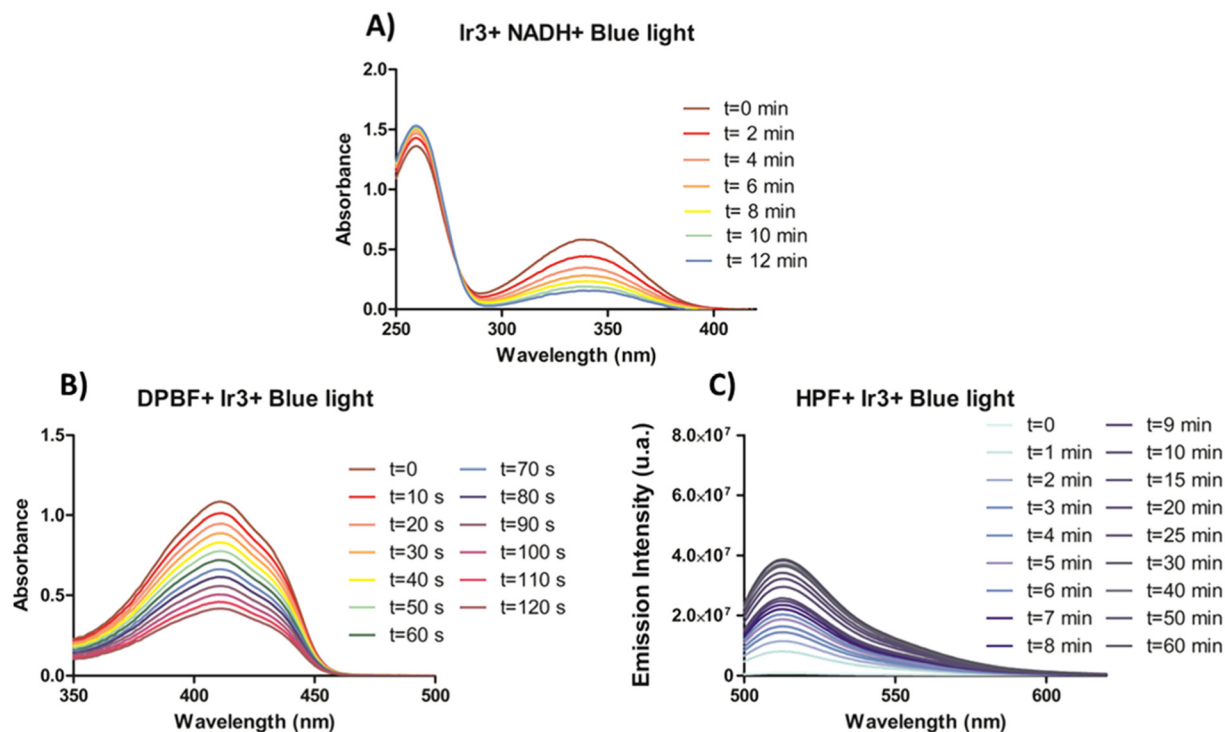 A)
Ir3+ NADH+ Blue light
2.0
1.5
1.0
0.5
0.0
Absorbance
250
300
350
400
Wavelength (nm)
t=0 min
t= 2 min
t= 4 min
t= 6 min
t= 8 min
t= 10 min
t= 12 min
B)
DPBF+ Ir3+ Blue light
1.5
1.0
0.5
0.0
Absorbance
350
400
450
500
Wavelength (nm)
t=0
t=10 s
t=20 s
t=30 s
t=40 s
t=50 s
t=60 s
t=70 s
t=80 s
t=90 s
t=100 s
t=110 s
t=120 s
C)
HPF+ Ir3+ Blue light
8.0×10⁷
6.0×10⁷
4.0×10⁷
2.0×10⁷
0.0
Emission Intensity (u.a.)
500
550
600
Wavelength (nm)
t=0
t=1 min
t=2 min
t=3 min
t=4 min
t=5 min
t=6 min
t=7 min
t=8 min
t=9 min
t=10 min
t=15 min
t=20 min
t=25 min
t=30 min
t=40 min
t=50 min
t=60 min